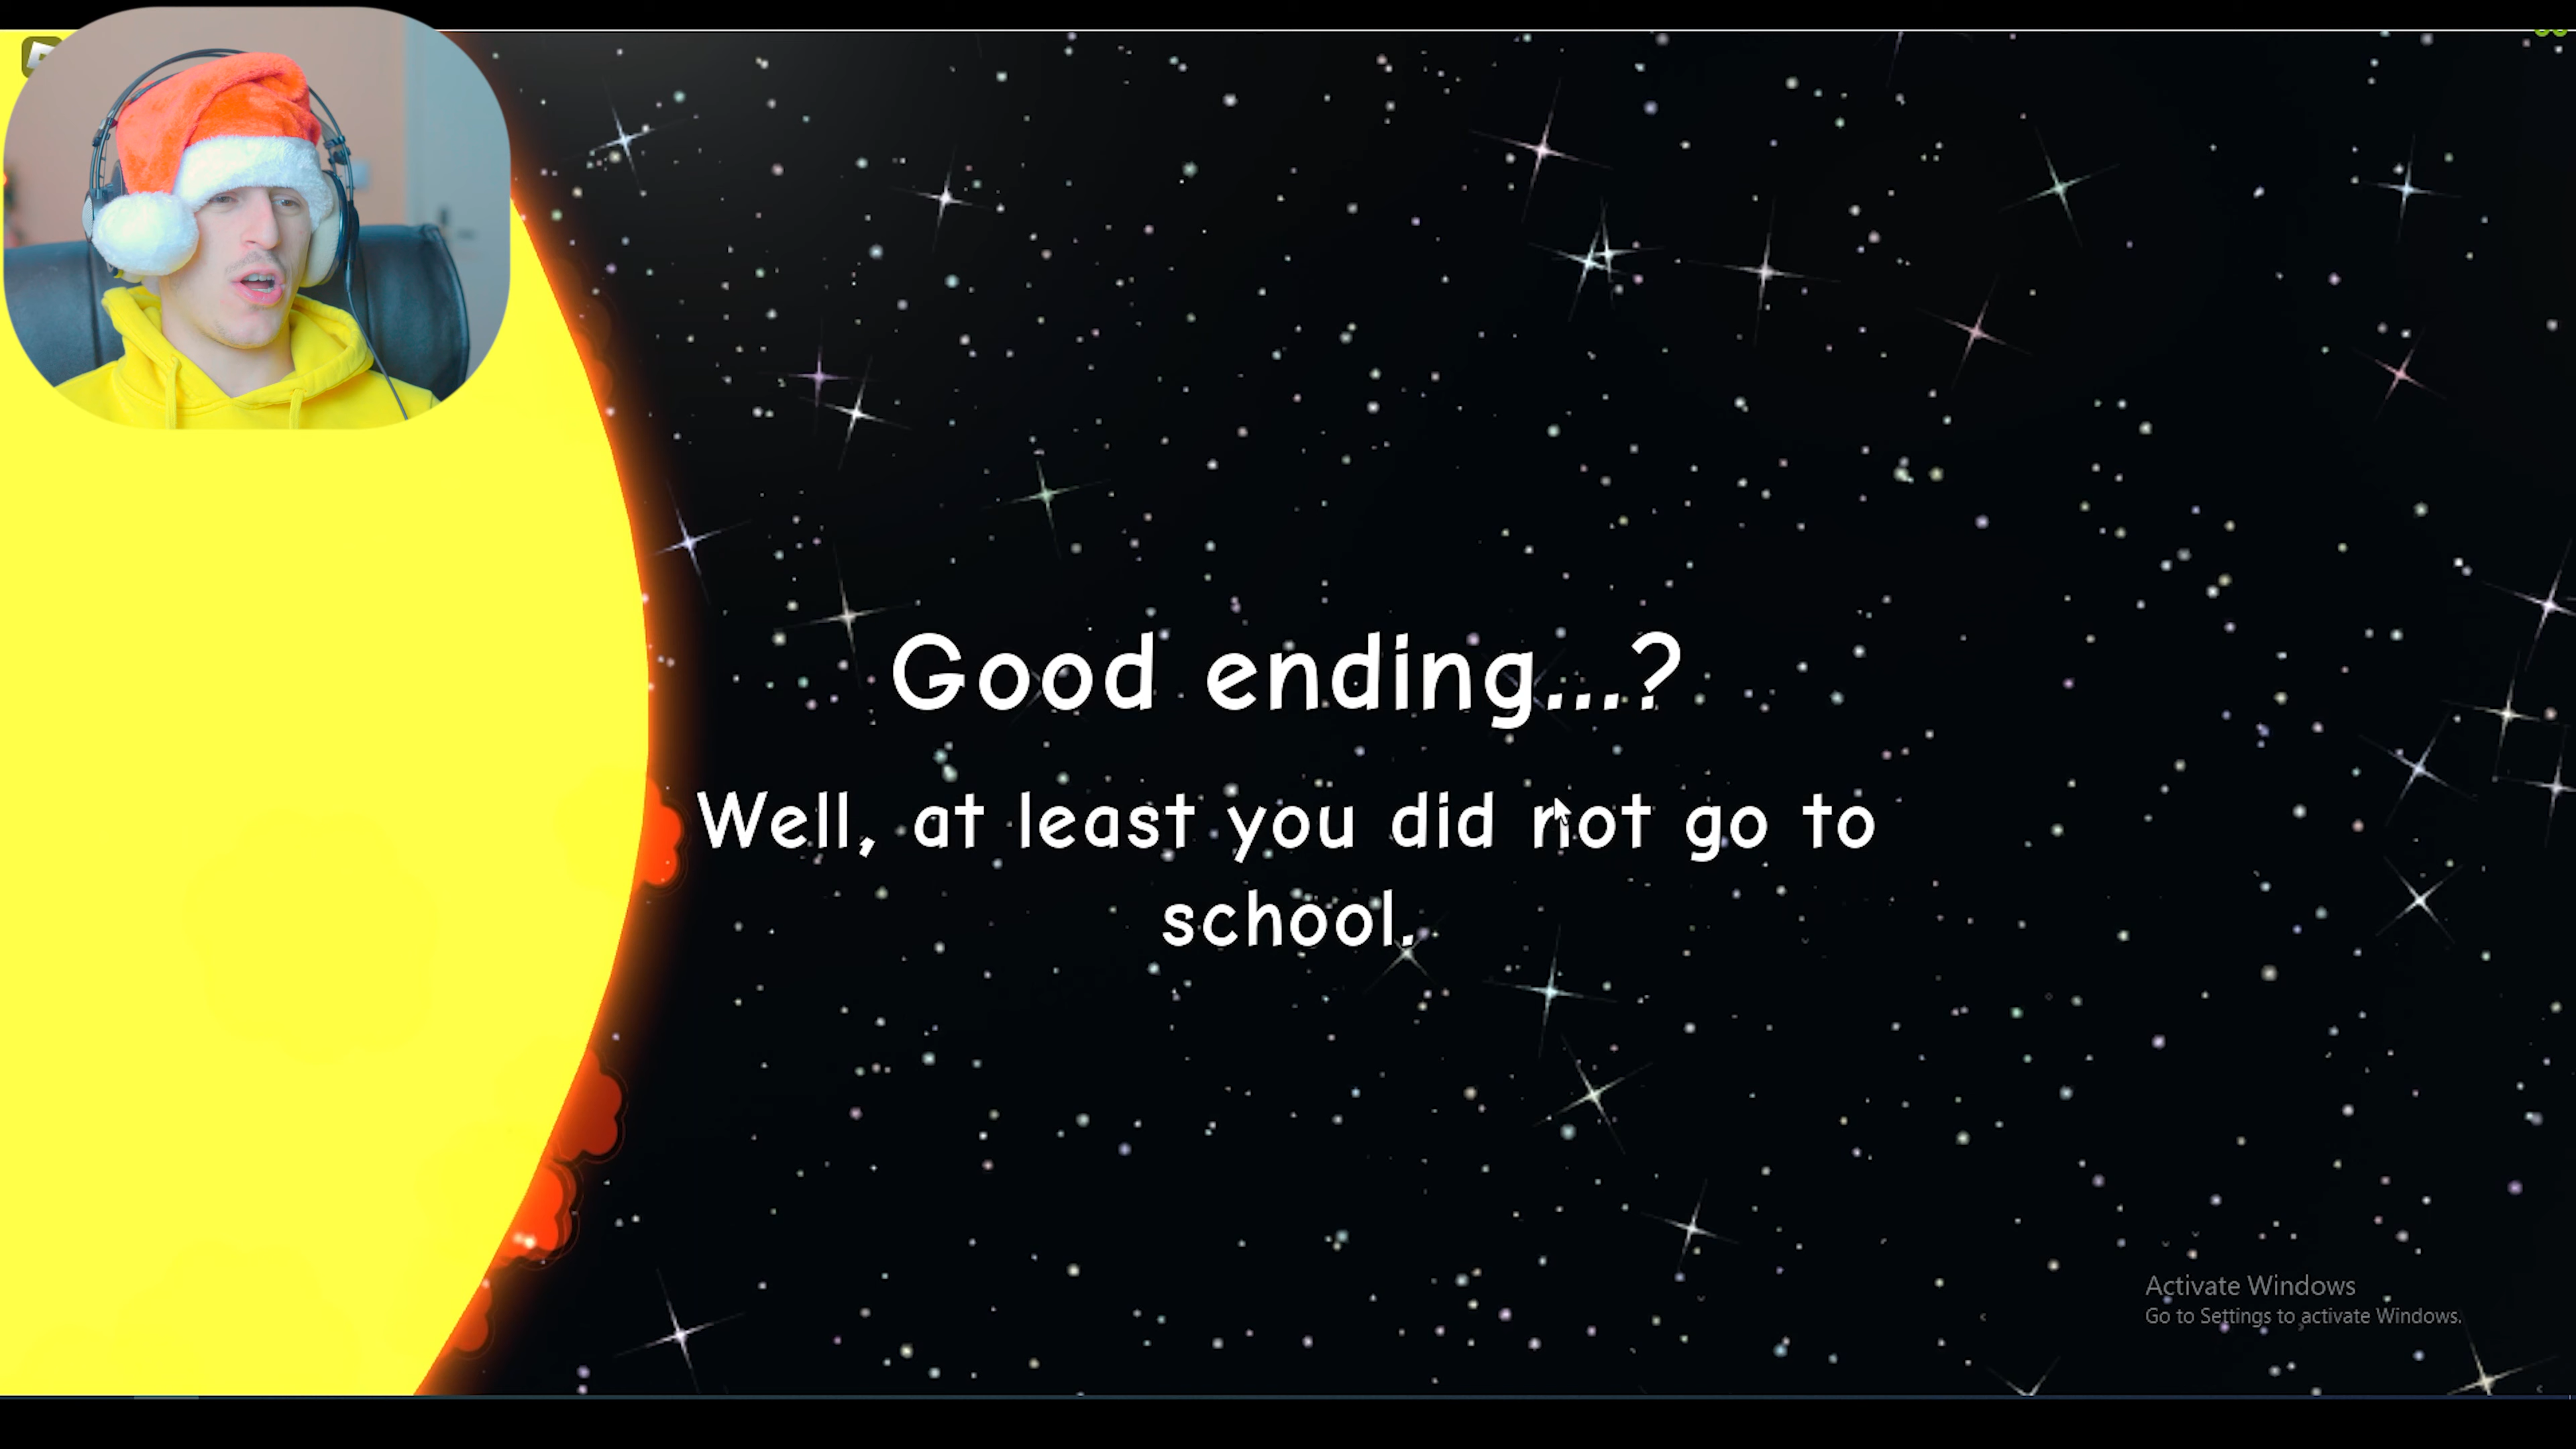 Good ending...?
Well, at least you did not go to
school.
Activate Windows
Go to Settings to activate Windows.